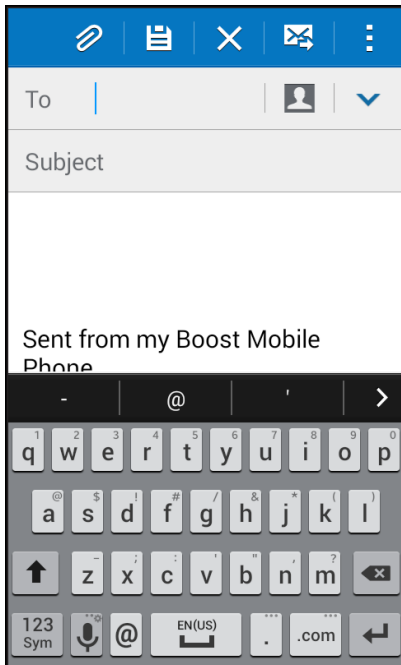 To
Subject
Sent from my Boost Mobile
Phone
- @ '
1 2 3 4 5 6 7 8 9 0
q w e r t y u i o p
@ $ ! # / & * ( )
a s d f g h j k l
- ; : ' " , ?
z x c v b n m
123 EN(US)
Sym @ . .com